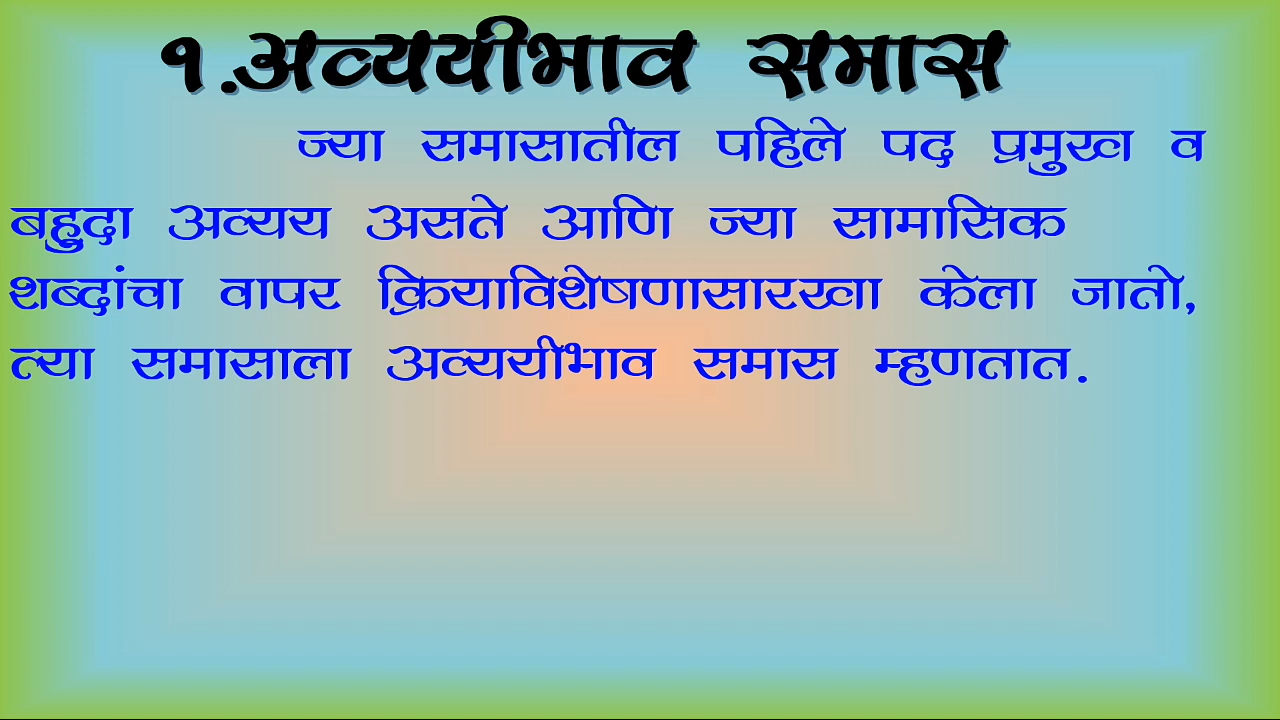 १.अव्ययीभाव समास
ज्या समासातील पहिले पद प्रमुख व
बहुदा अव्यय असते आणि ज्या सामासिक
शब्दांचा वापर क्रियाविशेषणासारखा केला जातो,
त्या समासाला अव्ययीभाव समास म्हणतात.